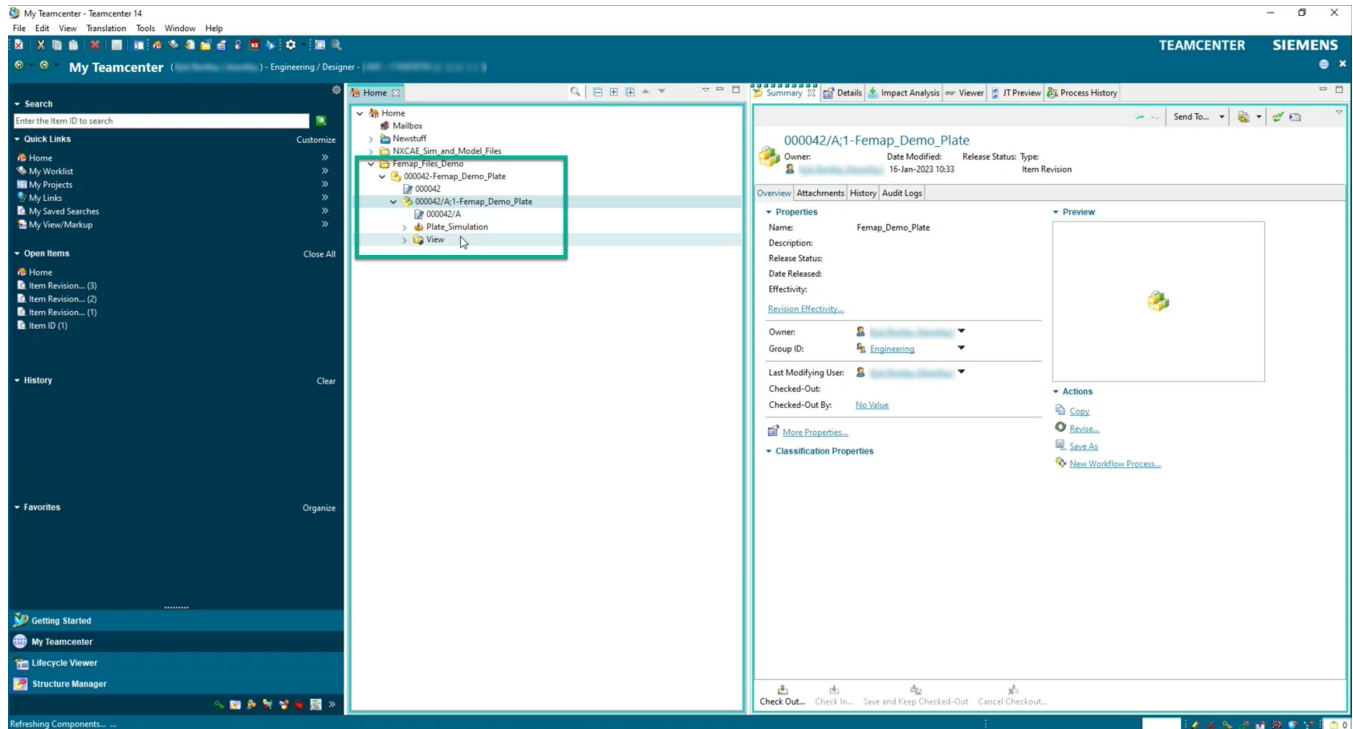 My Teamcenter - Teamcenter 14
File Edit View Translation Tools Window Help
TEAMCENTER SIEMENS
My Teamcenter ( ) - Engineering / Designer -
Search
Enter the Item ID to search
Quick Links Customize
Home
My Worklist
My Projects
My Links
My Saved Searches
My View/Markup
Open Items Close All
Home
Item Revision... (3)
Item Revision... (2)
Item Revision... (1)
Item ID (1)
History Clear
Favorites Organize
Getting Started
My Teamcenter
Lifecycle Viewer
Structure Manager
Refreshing Components... ...
Home
Home
Mailbox
Newstuff
NXCAE_Sim_and_Model_Files
Femap_Files_Demo
000042-Femap_Demo_Plate
000042
000042/A;1-Femap_Demo_Plate
000042/A
Plate_Simulation
View
Summary Details Impact Analysis Viewer JT Preview Process History
Send To...
000042/A;1-Femap_Demo_Plate
Owner: Date Modified: Release Status: Type:
16-Jan-2023 10:33 Item Revision
Overview Attachments History Audit Logs
Properties
Name: Femap_Demo_Plate
Description:
Release Status:
Date Released:
Effectivity:
Revision Effectivity...
Owner:
Group ID: Engineering
Last Modifying User:
Checked-Out:
Checked-Out By: No Value
More Properties...
Classification Properties
Preview
Actions
Copy
Revise...
Save As
New Workflow Process...
Check Out... Check In... Save and Keep Checked-Out Cancel Checkout...
0